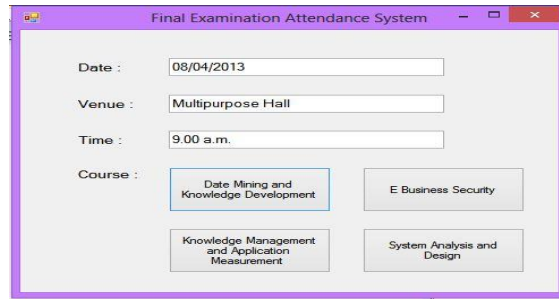 Final Examination Attendance System
Date : 08/04/2013
Venue : Multipurpose Hall
Time : 9.00 a.m.
Course :
Date Mining and
Knowledge Development
E Business Security
Knowledge Management
and Application
Measurement
System Analysis and
Design